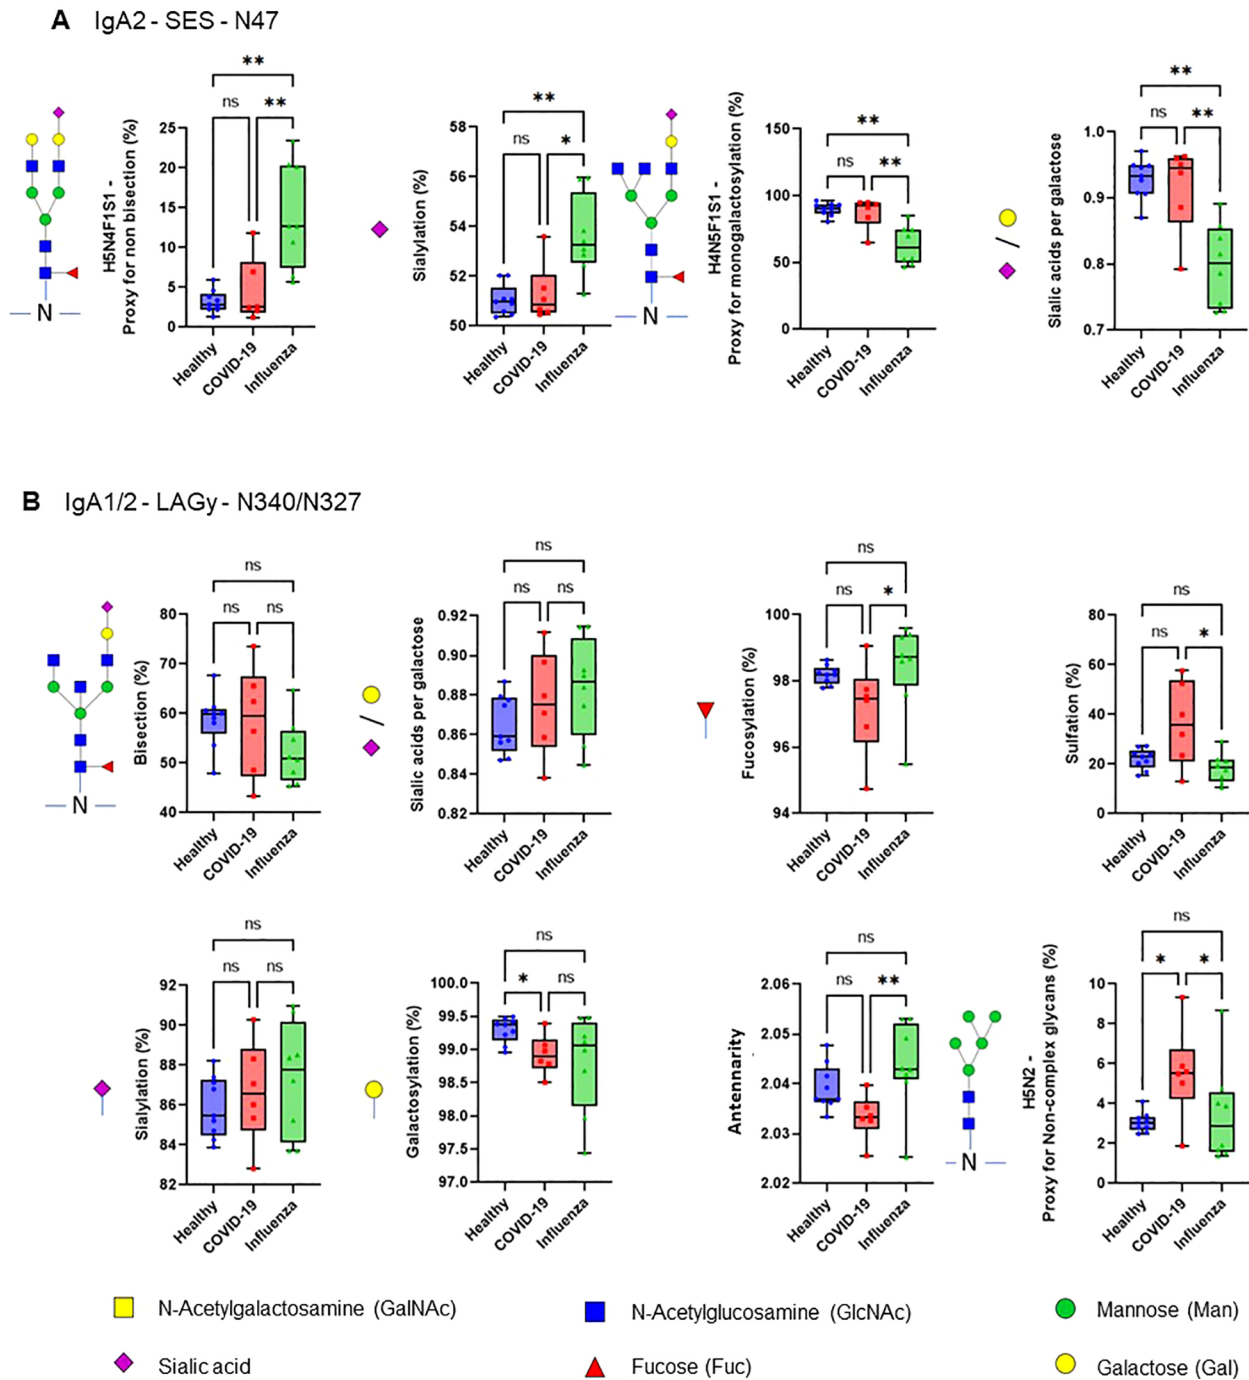 A IgA2 - SES - N47
**
ns **
H5N4F1S1 -
Proxy for non bisection (%)
25
20
15
10
5
0
Healthy
COVID-19
Influenza
N
**
ns *
Sialylation (%)
58
56
54
52
50
Healthy
COVID-19
Influenza
N
**
ns **
H4N5F1S1 -
Proxy for monogalactosylation (%)
150
100
50
0
Healthy
COVID-19
Influenza
**
ns **
Sialic acids per galactose
1.0
0.9
0.8
0.7
Healthy
COVID-19
Influenza
B IgA1/2 - LAGy - N340/N327
ns
ns ns
Bisection (%)
80
70
60
50
40
Healthy
COVID-19
Influenza
N
ns
ns ns
Sialic acids per galactose
0.92
0.90
0.88
0.86
0.84
0.82
Healthy
COVID-19
Influenza
ns
ns *
Fucosylation (%)
100
98
96
94
Healthy
COVID-19
Influenza
ns
ns *
Sulfation (%)
80
60
40
20
0
Healthy
COVID-19
Influenza
ns
ns ns
Sialylation (%)
92
90
88
86
84
82
Healthy
COVID-19
Influenza
ns
* ns
Galactosylation (%)
100.0
99.5
99.0
98.5
98.0
97.5
97.0
Healthy
COVID-19
Influenza
ns
ns **
Antennarity
2.06
2.05
2.04
2.03
2.02
Healthy
COVID-19
Influenza
N
ns
* *
H5N2 -
Proxy for Non-complex glycans (%)
10
8
6
4
2
0
Healthy
COVID-19
Influenza
N-Acetylgalactosamine (GalNAc)
N-Acetylglucosamine (GlcNAc)
Mannose (Man)
Sialic acid
Fucose (Fuc)
Galactose (Gal)